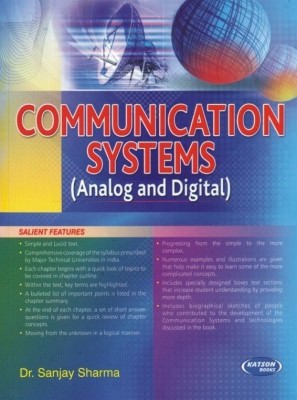 COMMUNICATION
SYSTEMS
(Analog and Digital)
SALIENT FEATURES
• Simple and Lucid text.
• Comprehensive coverage of the syllabus prescribed
by Major Technical Universities in India.
• Each chapter begins with a quick look of topics to
be covered in chapter outline.
• Within the text, key terms are highlighted.
• A bulleted list of important points is listed in the
chapter summary.
• At the end of each chapter, a set of short answer
questions is given for a quick review of chapter
concepts.
• Moving from the unknown in a logical manner.
• Progressing from the simple to the more
complex.
• Numerous examples and illustrations are given
that help make it easy to learn some of the more
complicated concepts.
• Includes specially designed boxes text sections
that increase student understanding by providing
more depth.
• Includes biographical sketches of people
who contributed to the development of the
Communication Systems and Technologies
discussed in the book.
Dr. Sanjay Sharma
KATSON
BOOKS